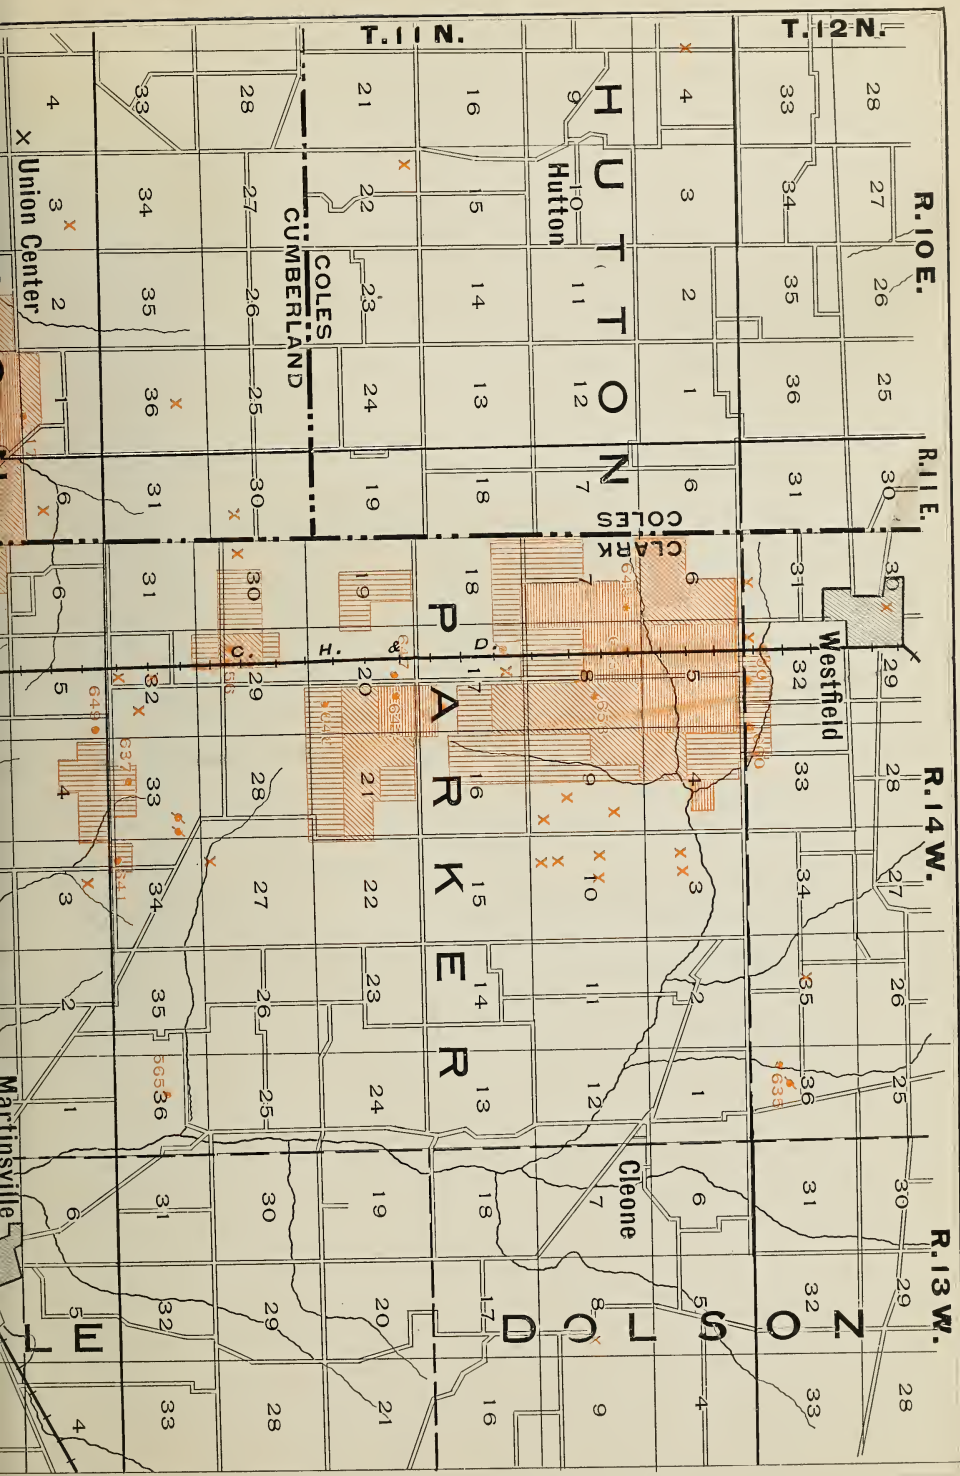 T.11 N.
T.12 N.
R.10 E.
R.11 E.
R.14 W.
R.13 W.
HUTTON
PARKER
DOLSON
LE
Union Center
Hutton
Westfield
Cleone
Martinsville
COLES
CUMBERLAND
COLES
CLARK
C. H. & D.
4 33 28 21 16 9 4 33 28
3 34 27 22 15 10 3 34 27
2 35 26 23 14 11 2 35 26
1 36 25 24 13 12 1 36 25
6 31 30 19 18 7 6 31 30
6 31 30 19 18 7 6 31 30
5 32 29 20 17 8 5 32 29
4 33 28 21 16 9 4 33 28
3 34 27 22 15 10 3 34 27
2 35 26 23 14 11 2 35 26
1 36 25 24 13 12 1 36 25
6 31 30 19 18 7 6 31 30
5 32 29 20 17 8 5 32 29
4 33 28 21 16 9 4 33 28
649
637
641
565
635